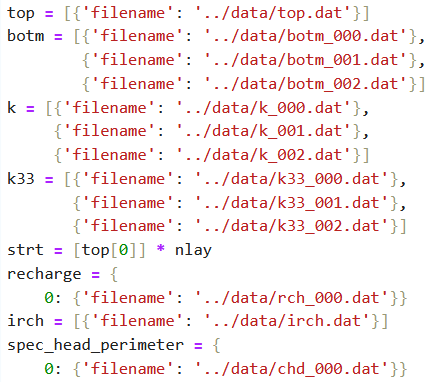 top = [{'filename': '../data/top.dat'}]
botm = [{'filename': '../data/botm_000.dat'},
        {'filename': '../data/botm_001.dat'},
        {'filename': '../data/botm_002.dat'}]
k = [{'filename': '../data/k_000.dat'},
     {'filename': '../data/k_001.dat'},
     {'filename': '../data/k_002.dat'}]
k33 = [{'filename': '../data/k33_000.dat'},
       {'filename': '../data/k33_001.dat'},
       {'filename': '../data/k33_002.dat'}]
strt = [top[0]] * nlay
recharge = {
    0: {'filename': '../data/rch_000.dat'}}
irch = [{'filename': '../data/irch.dat'}]
spec_head_perimeter = {
    0: {'filename': '../data/chd_000.dat'}}